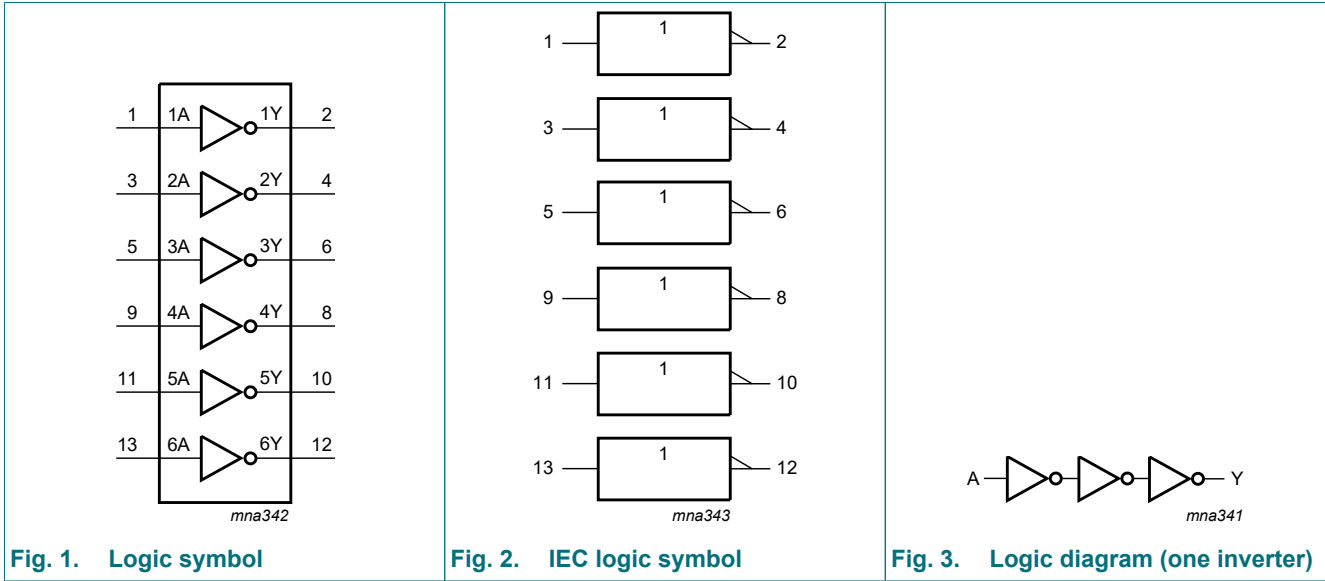 1 1A 1Y 2
3 2A 2Y 4
5 3A 3Y 6
9 4A 4Y 8
11 5A 5Y 10
13 6A 6Y 12
mna342
Fig. 1. Logic symbol
1 1 2
3 1 4
5 1 6
9 1 8
11 1 10
13 1 12
mna343
Fig. 2. IEC logic symbol
A Y
mna341
Fig. 3. Logic diagram (one inverter)